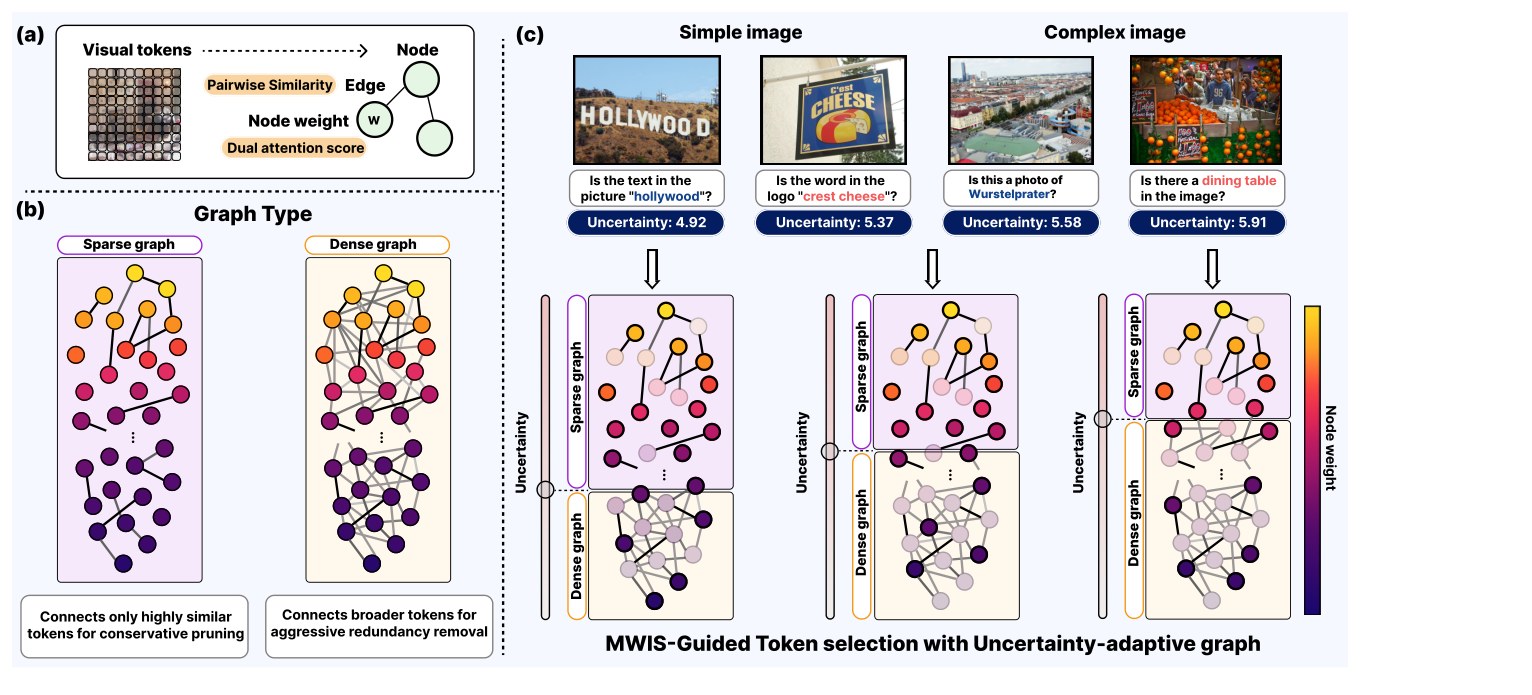 (a)
Visual tokens
Node
Pairwise Similarity
Edge
Node weight
w
Dual attention score
(b)
Graph Type
Sparse graph
Dense graph
...
...
Connects only highly similar
tokens for conservative pruning
Connects broader tokens for
aggressive redundancy removal
(c)
Simple image
Complex image
HOLLYWOOD
C'est
CHEESE
96
Is the text in the
picture "hollywood"?
Is the word in the
logo "crest cheese"?
Is this a photo of
Wurstelprater?
Is there a dining table
in the image?
Uncertainty: 4.92
Uncertainty: 5.37
Uncertainty: 5.58
Uncertainty: 5.91
Uncertainty
Sparse graph
Dense graph
...
Uncertainty
Sparse graph
Dense graph
...
Uncertainty
Sparse graph
Dense graph
...
Node weight
MWIS-Guided Token selection with Uncertainty-adaptive graph